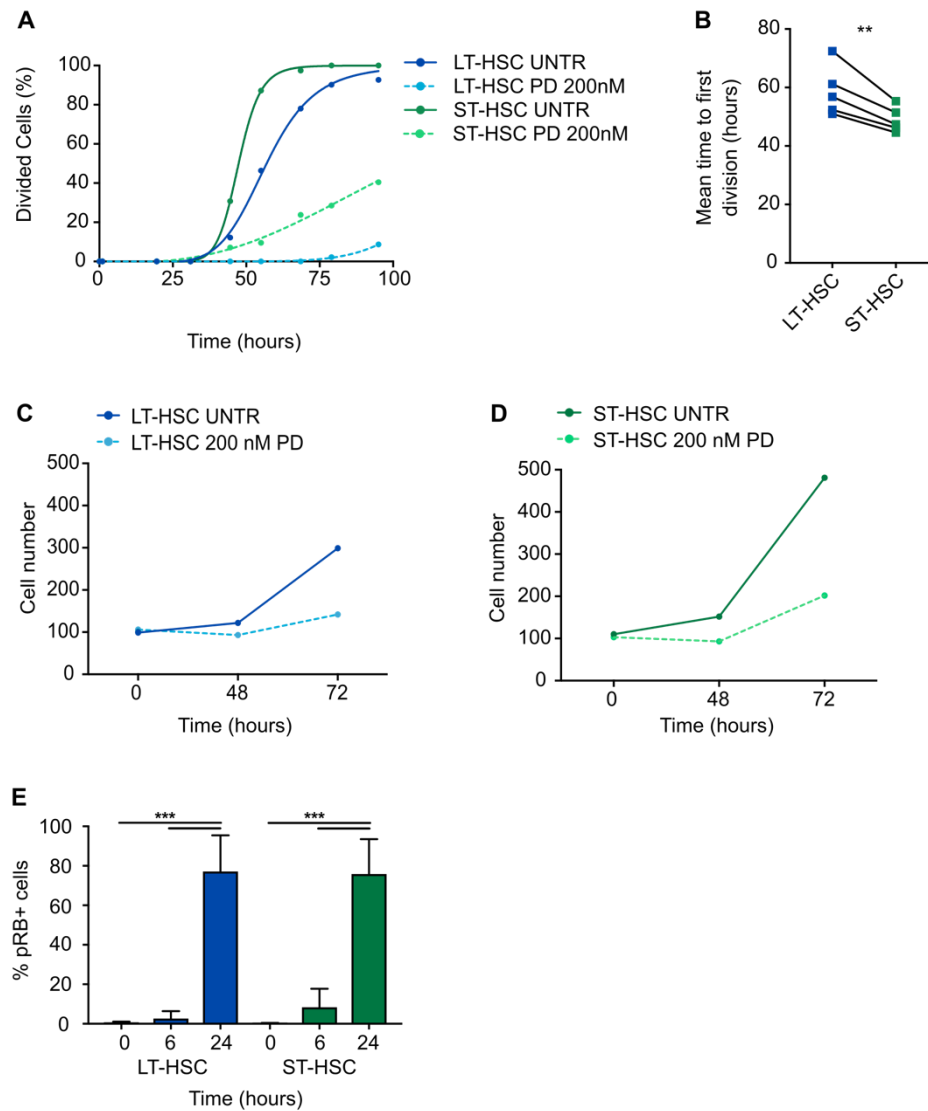 A
Divided Cells (%)
100
80
60
40
20
0
0 25 50 75 100
Time (hours)
LT-HSC UNTR
LT-HSC PD 200nM
ST-HSC UNTR
ST-HSC PD 200nM
B
**
Mean time to first
division (hours)
80
60
40
20
0
LT-HSC
ST-HSC
C
LT-HSC UNTR
LT-HSC 200 nM PD
Cell number
500
400
300
200
100
0
0 48 72
Time (hours)
D
ST-HSC UNTR
ST-HSC 200 nM PD
Cell number
500
400
300
200
100
0
0 48 72
Time (hours)
E
*** ***
% pRB+ cells
100
80
60
40
20
0
0 6 24 0 6 24
LT-HSC ST-HSC
Time (hours)